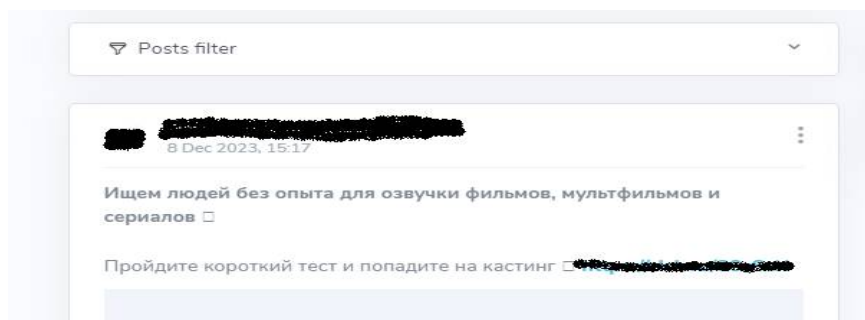 Posts filter
8 Dec 2023, 15:17
Ищем людей без опыта для озвучки фильмов, мультфильмов и
сериалов □
Пройдите короткий тест и попадите на кастинг □